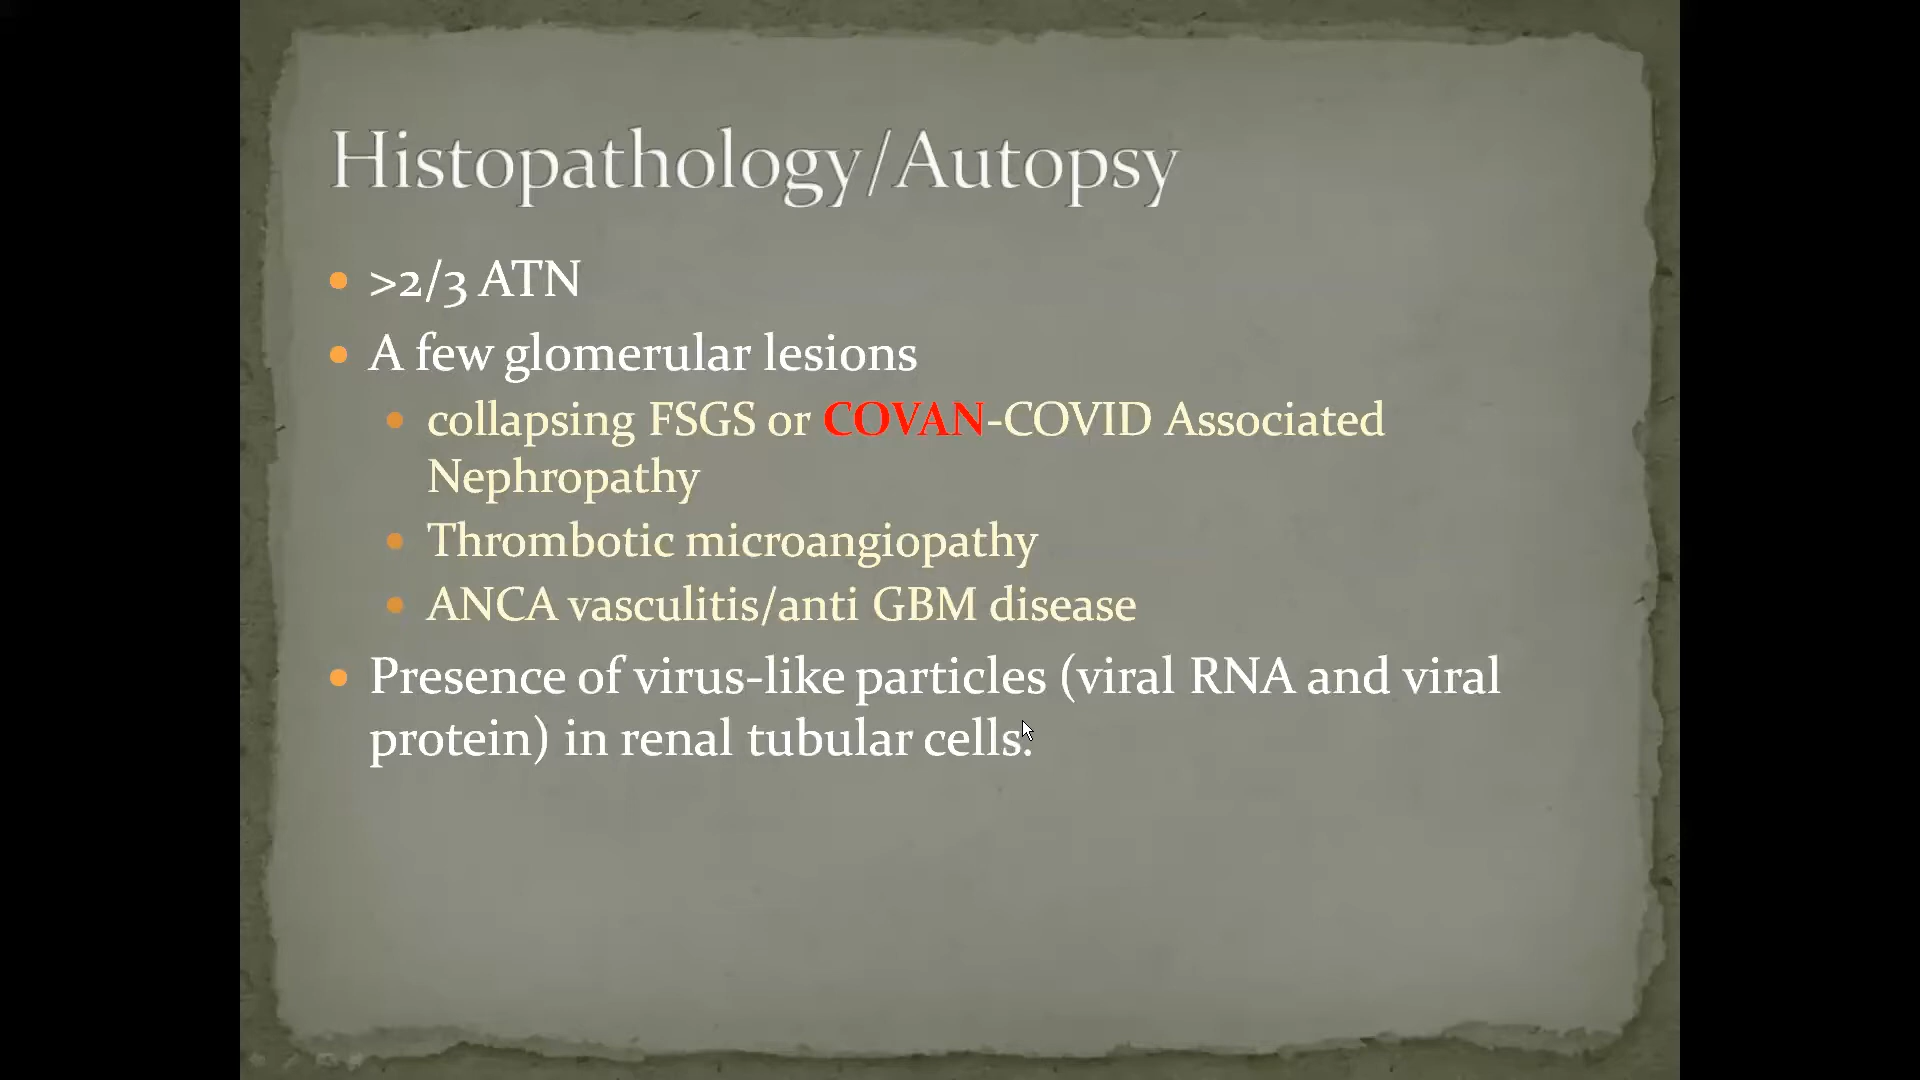 Histopathology/Autopsy
>2/3 ATN
A few glomerular lesions
collapsing FSGS or COVAN-COVID Associated
Nephropathy
Thrombotic microangiopathy
ANCA vasculitis/anti GBM disease
Presence of virus-like particles (viral RNA and viral
protein) in renal tubular cells.